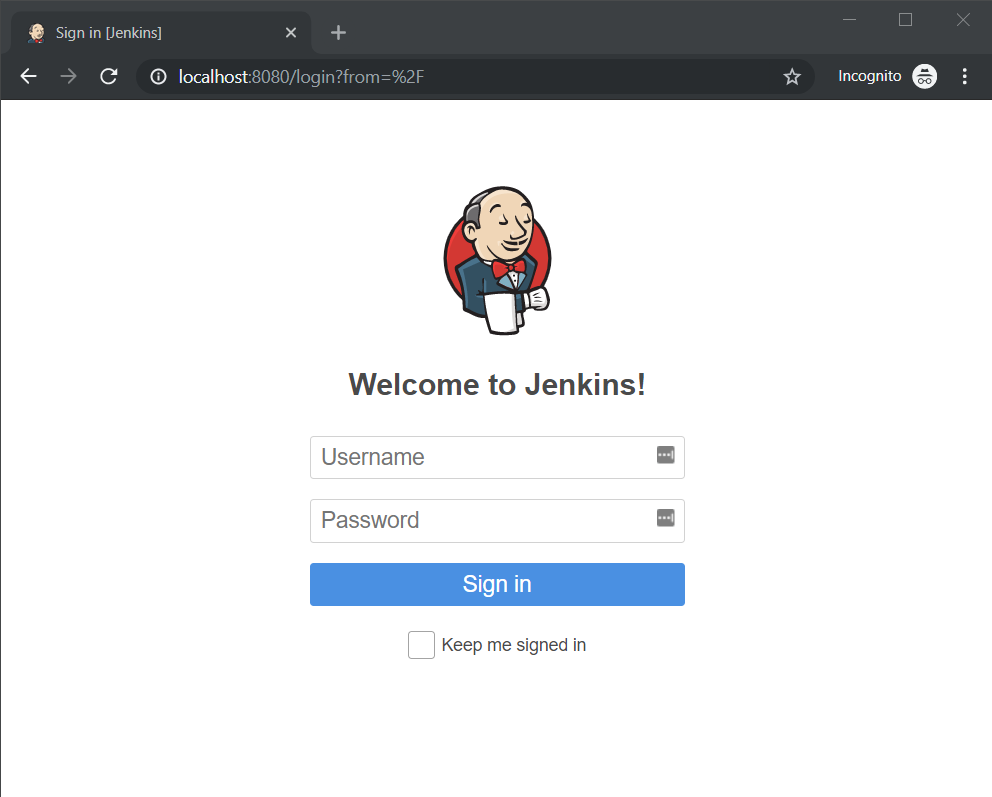 Sign in [Jenkins]
localhost:8080/login?from=%2F
Incognito
Welcome to Jenkins!
Username
Password
Sign in
Keep me signed in